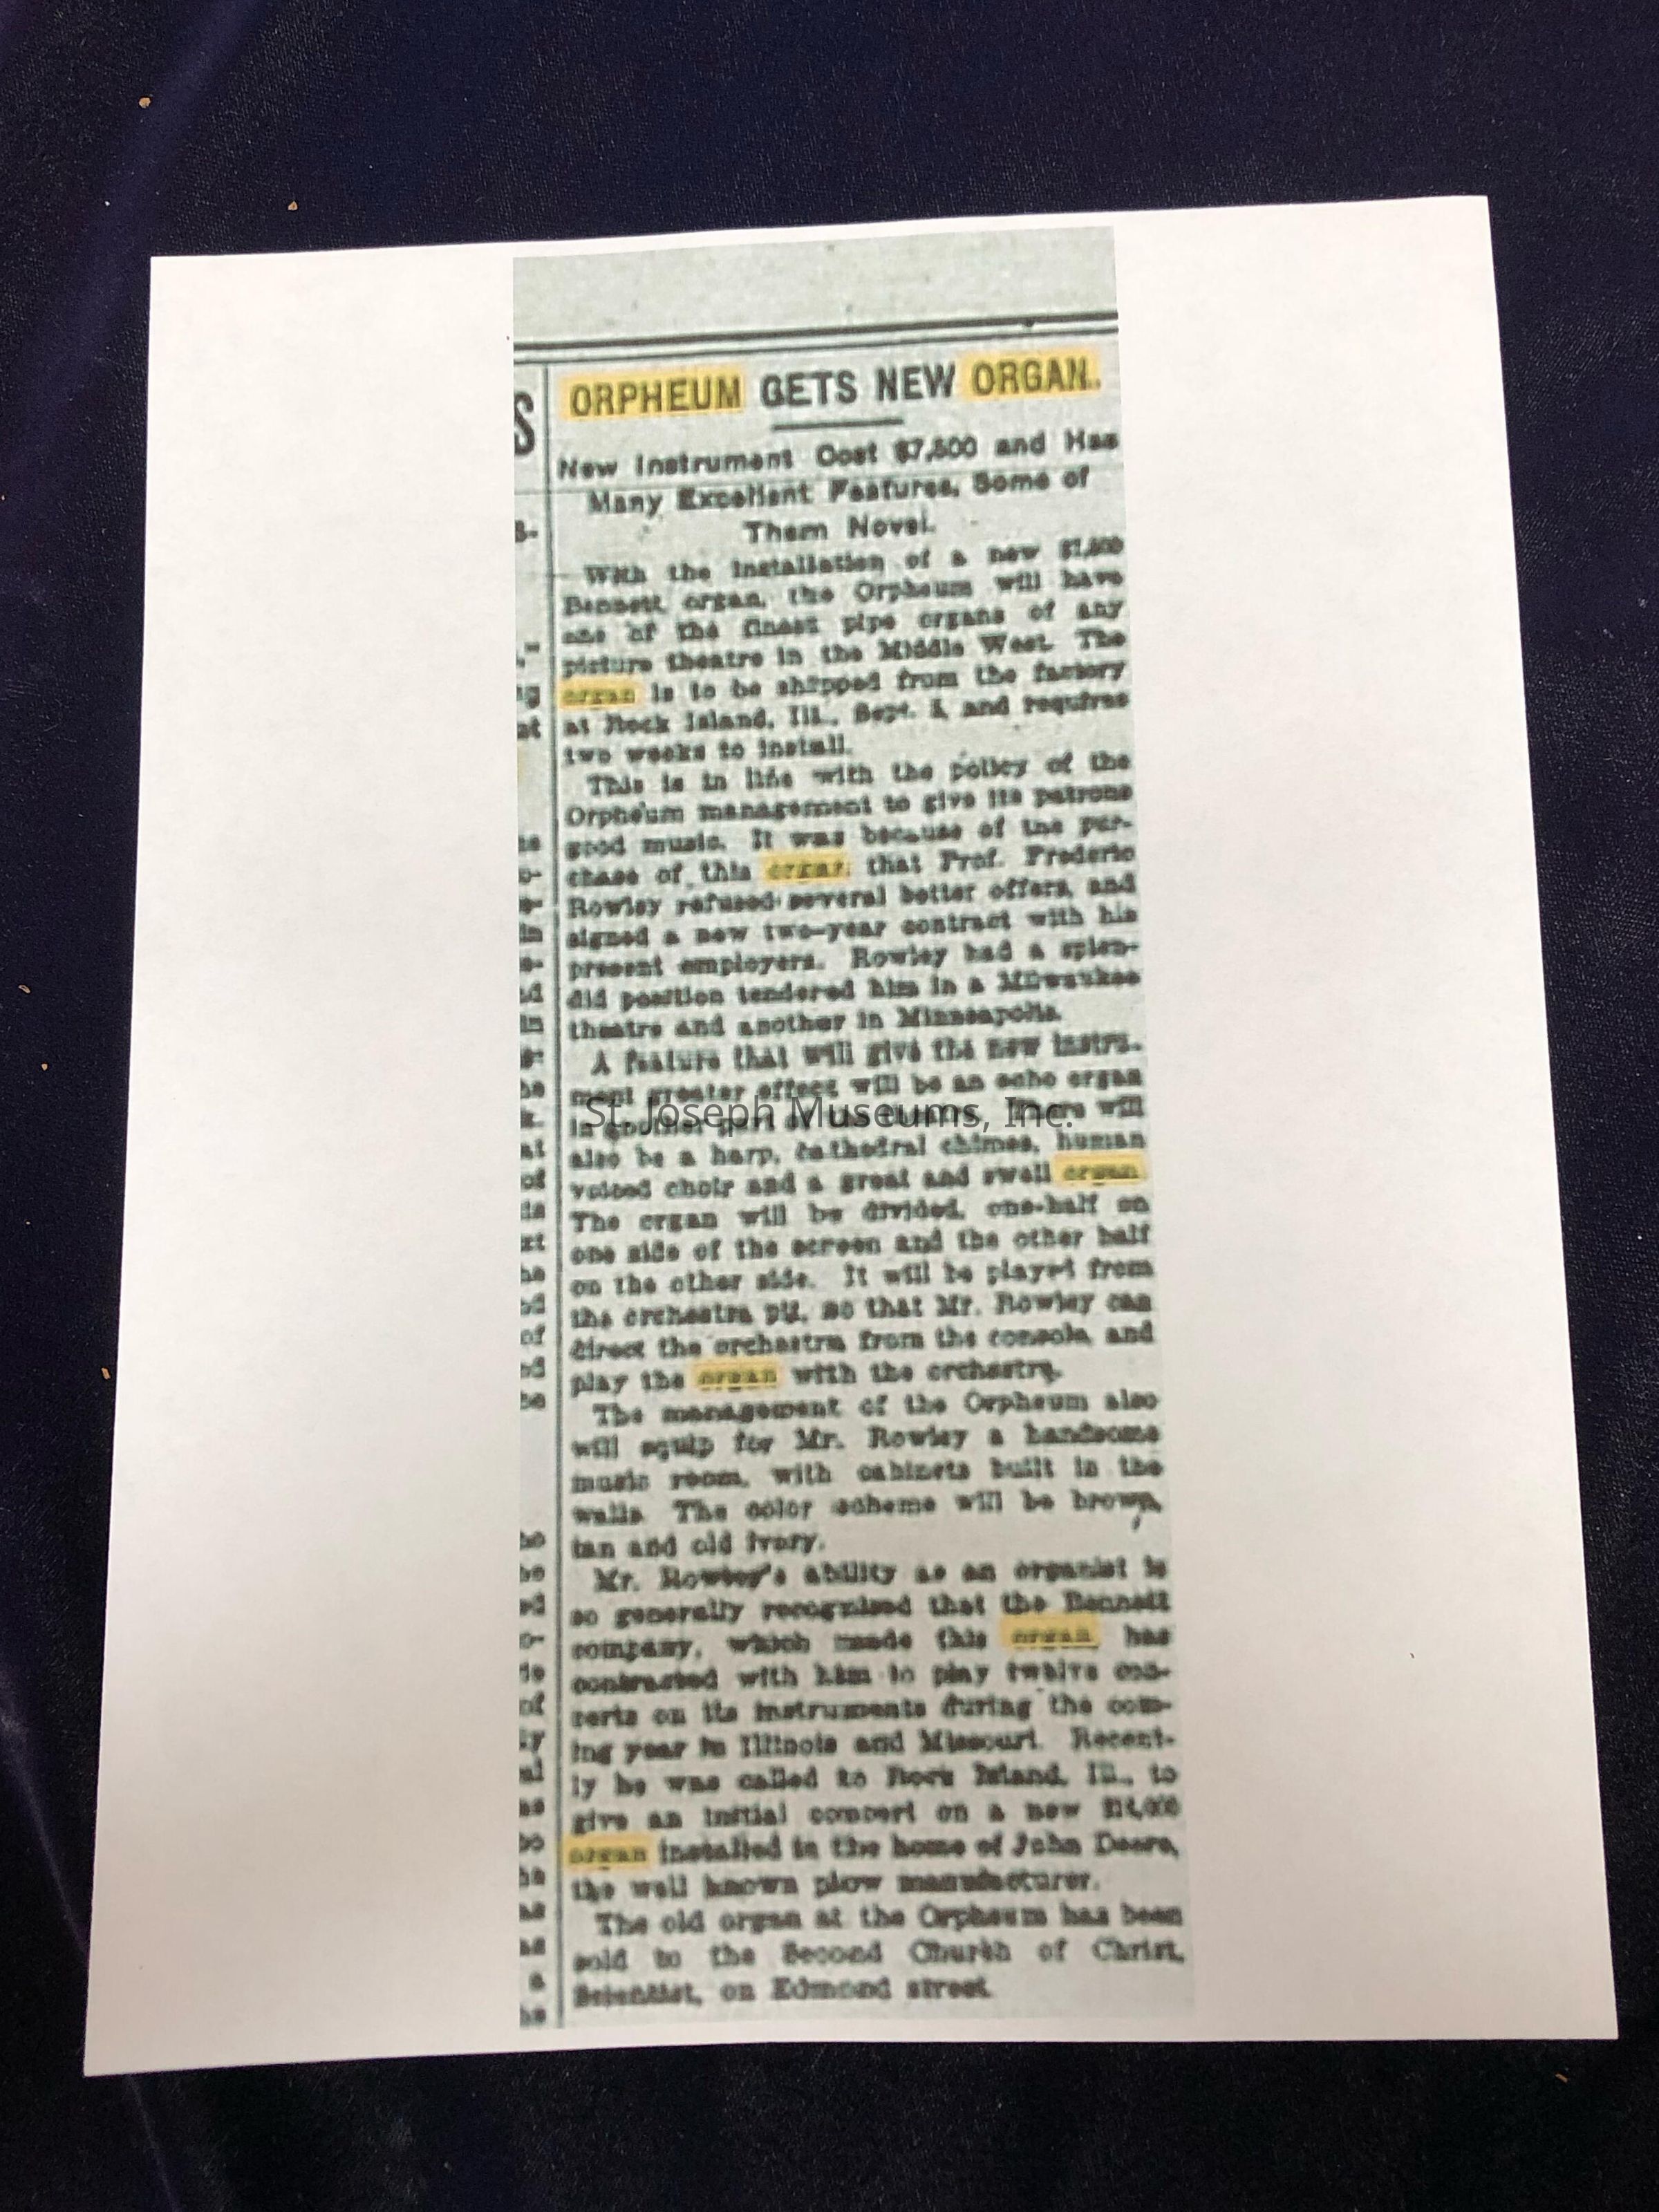 ORPHEUM GETS NEW ORGAN.
New Instrument Cost $7,500 and Has
Many Excellent Features, Some of
Them Novel.
With the installation of a new $7,500
Bennett organ, the Orpheum will have
one of the finest pipe organs of any
picture theatre in the Middle West. The
organ is to be shipped from the factory
at Rock Island, Ill., Sept. and requires
two weeks to install.
This is in line with the policy of the
Orpheum management to give its patrons
good music. It was because of the pur-
chase of this organ that Prof. Frederic
Rowley refused several better offers, and
signed a new two-year contract with his
present employers. Rowley had a splen-
did position tendered him in a Milwaukee
theatre and another in Minneapolis.
A feature that will give the new instru-
ment greater effect will be an echo organ
in another part There will
St. Joseph Museums, Inc.
also be a harp, cathedral chimes, human
voiced choir and a great and swell organ
The organ will be divided, one-half on
one side of the screen and the other half
on the other side. It will be played from
the orchestra pit, so that Mr. Rowley can
direct the orchestra from the console and
play the organ with the orchestra.
The management of the Orpheum also
will equip for Mr. Rowley a handsome
music room, with cabinets built in the
walls. The color scheme will be brown,
tan and old ivory.
Mr. Rowley's ability as an organist is
so generally recognized that the Bennett
company, which made this organ has
contracted with him to play twelve con-
certs on its instruments during the com-
ing year in Illinois and Missouri. Recent-
ly he was called to Rock Island, Ill., to
give an initial concert on a new
organ installed in the home of John Deere,
the well known plow manufacturer.
The old organ at the Orpheum has been
sold to the Second Church of Christ,
Scientist, on Edmond street.